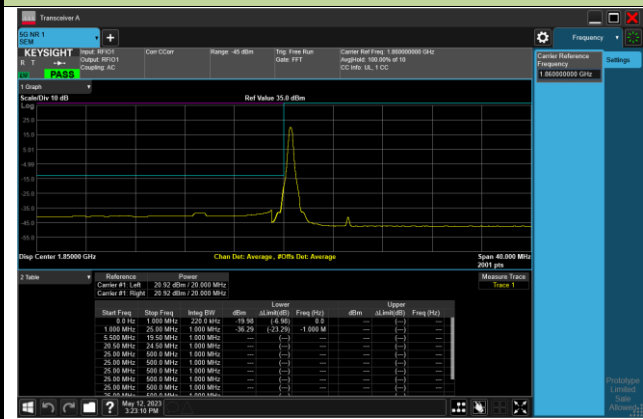 Transceiver A
5G NR 1
SEM
Frequency
KEYSIGHT
Input: RFIO1
Corr CCorr
Range: -45 dBm
Trig: Free Run
Carrier Ref Freq: 1.860000000 GHz
R T
Output: RFIO1
Gate: FFT
Avg|Hold: 100.00% of 10
Coupling: AC
CC Info: UL, 1 CC
PASS
Carrier Reference
Frequency
1.860000000 GHz
Settings
1 Graph
Scale/Div 10 dB
Ref Value 35.0 dBm
Log
25.0
15.0
5.01
-4.99
-15.0
-25.0
-35.0
-45.0
-55.0
Disp Center 1.85000 GHz
Chan Det: Average, #Offs Det: Average
Span 40.000 MHz
2001 pts
2 Table
Reference Power
Carrier #1: Left 20.92 dBm / 20.000 MHz
Carrier #1: Right 20.92 dBm / 20.000 MHz
Measure Trace
Trace 1
Lower Upper
Start Freq Stop Freq Integ BW dBm ΔLimit(dB) Freq (Hz) dBm ΔLimit(dB) Freq (Hz)
0.0 Hz 1.000 MHz 220.0 kHz -19.98 (-6.98) 0.0 --- (---) ---
1.000 MHz 25.00 MHz 1.000 MHz -36.29 (-23.29) -1.000 M --- (---) ---
5.500 MHz 19.50 MHz 1.000 MHz --- (---) --- --- (---) ---
20.50 MHz 24.50 MHz 1.000 MHz --- (---) --- --- (---) ---
25.00 MHz 500.0 MHz 1.000 MHz --- (---) --- --- (---) ---
25.00 MHz 500.0 MHz 1.000 MHz --- (---) --- --- (---) ---
25.00 MHz 500.0 MHz 1.000 MHz --- (---) --- --- (---) ---
25.00 MHz 500.0 MHz 1.000 MHz --- (---) --- --- (---) ---
25.00 MHz 500.0 MHz 1.000 MHz --- (---) --- --- (---) ---
May 12, 2023
3:23:10 PM
Prototype
Limited
Sale
Allowed